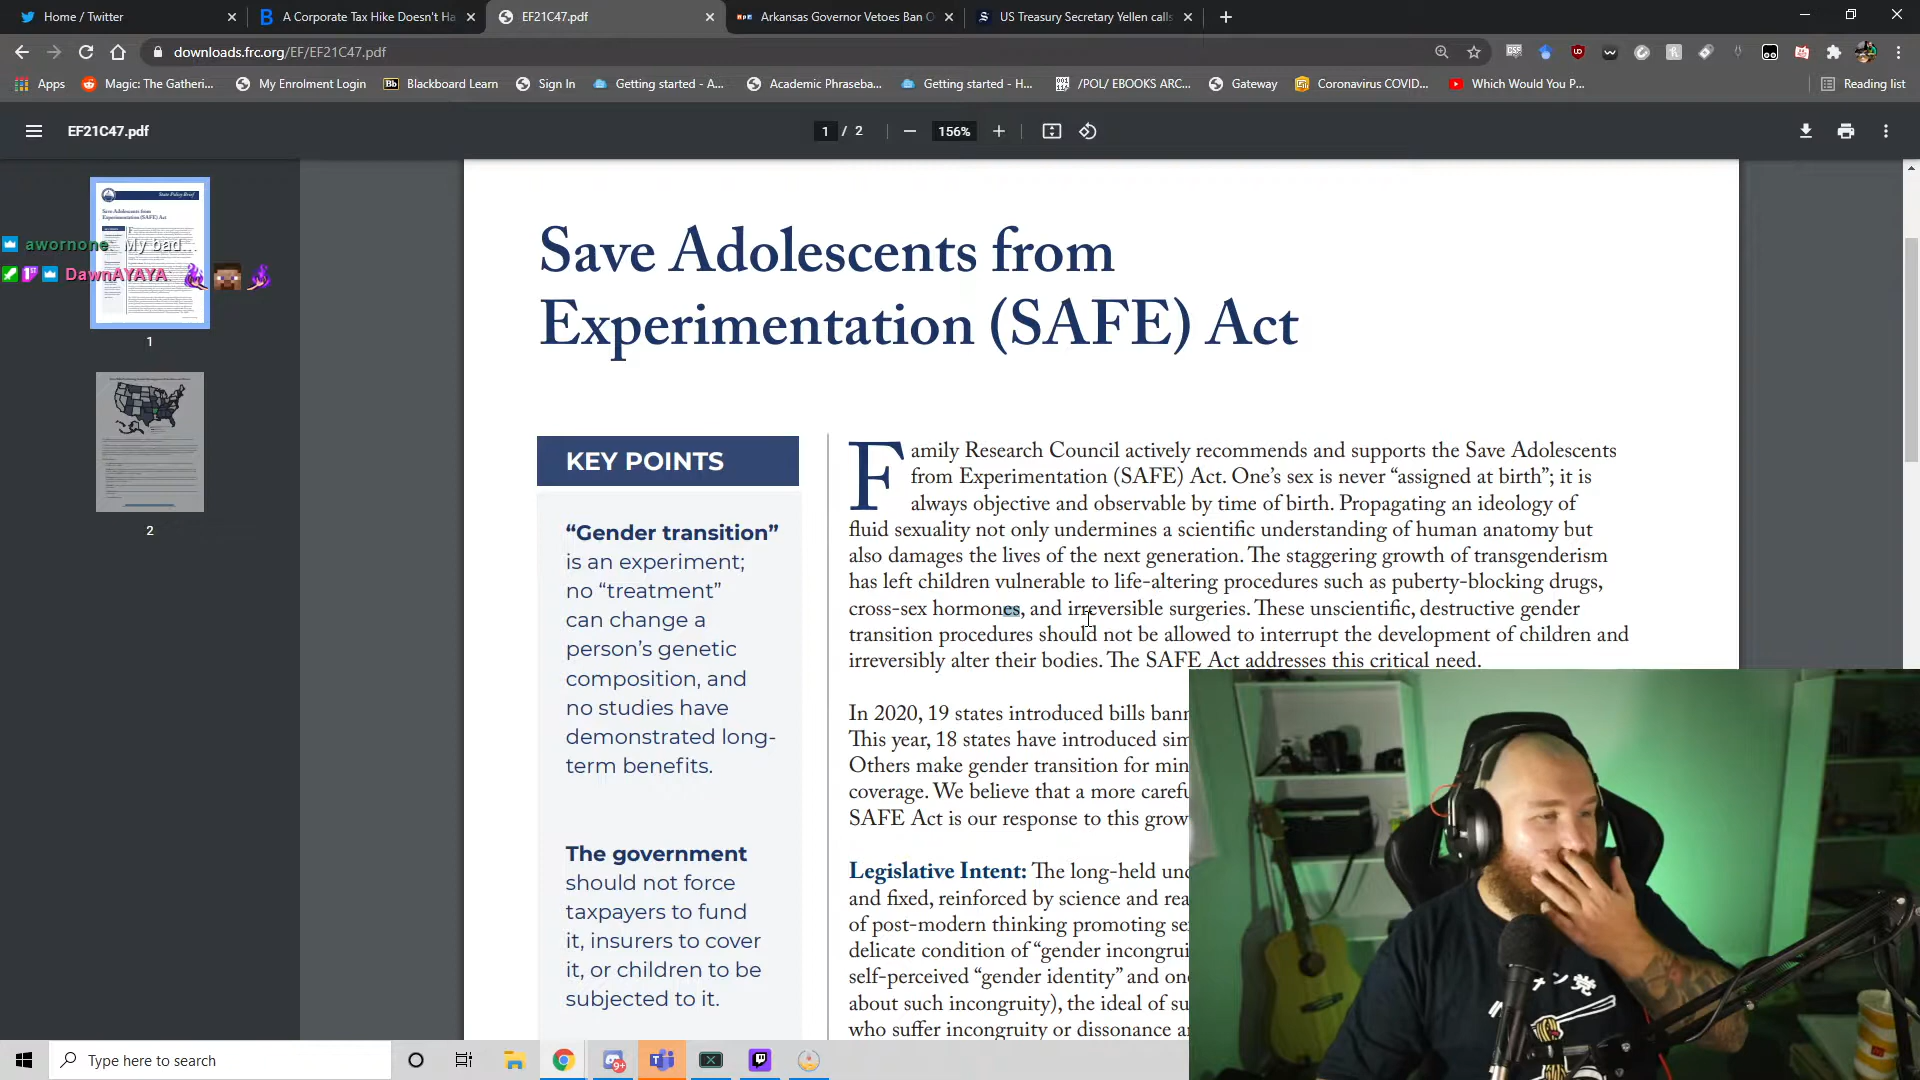 Home / Twitter
A Corporate Tax Hike Doesn't Ha
EF21C47.pdf
Arkansas Governor Vetoes Ban O
US Treasury Secretary Yellen calls
downloads.frc.org/EF/EF21C47.pdf
Apps
Magic: The Gatheri...
My Enrolment Login
Bb
Blackboard Learn
Sign In
Getting started - A...
Academic Phraseba...
Getting started - H...
/POL/ EBOOKS ARC...
Gateway
Coronavirus COVID...
Which Would You P...
Reading list
EF21C47.pdf
1 / 2
156%
State Policy Brief
Save Adolescents from
Experimentation (SAFE) Act
awornone: My bad...
DawnAYAYA:
1
2
Save Adolescents from
Experimentation (SAFE) Act
KEY POINTS
“Gender transition”
is an experiment;
no “treatment”
can change a
person’s genetic
composition, and
no studies have
demonstrated long-
term benefits.
The government
should not force
taxpayers to fund
it, insurers to cover
it, or children to be
subjected to it.
Family Research Council actively recommends and supports the Save Adolescents
from Experimentation (SAFE) Act. One’s sex is never “assigned at birth”; it is
always objective and observable by time of birth. Propagating an ideology of
fluid sexuality not only undermines a scientific understanding of human anatomy but
also damages the lives of the next generation. The staggering growth of transgenderism
has left children vulnerable to life-altering procedures such as puberty-blocking drugs,
cross-sex hormones, and irreversible surgeries. These unscientific, destructive gender
transition procedures should not be allowed to interrupt the development of children and
irreversibly alter their bodies. The SAFE Act addresses this critical need.
In 2020, 19 states introduced bills bann
This year, 18 states have introduced sim
Others make gender transition for min
coverage. We believe that a more carefu
SAFE Act is our response to this grow
Legislative Intent: The long-held und
and fixed, reinforced by science and rea
of post-modern thinking promoting se
delicate condition of “gender incongrui
self-perceived “gender identity” and on
about such incongruity), the ideal of su
who suffer incongruity or dissonance a
Type here to search
9+